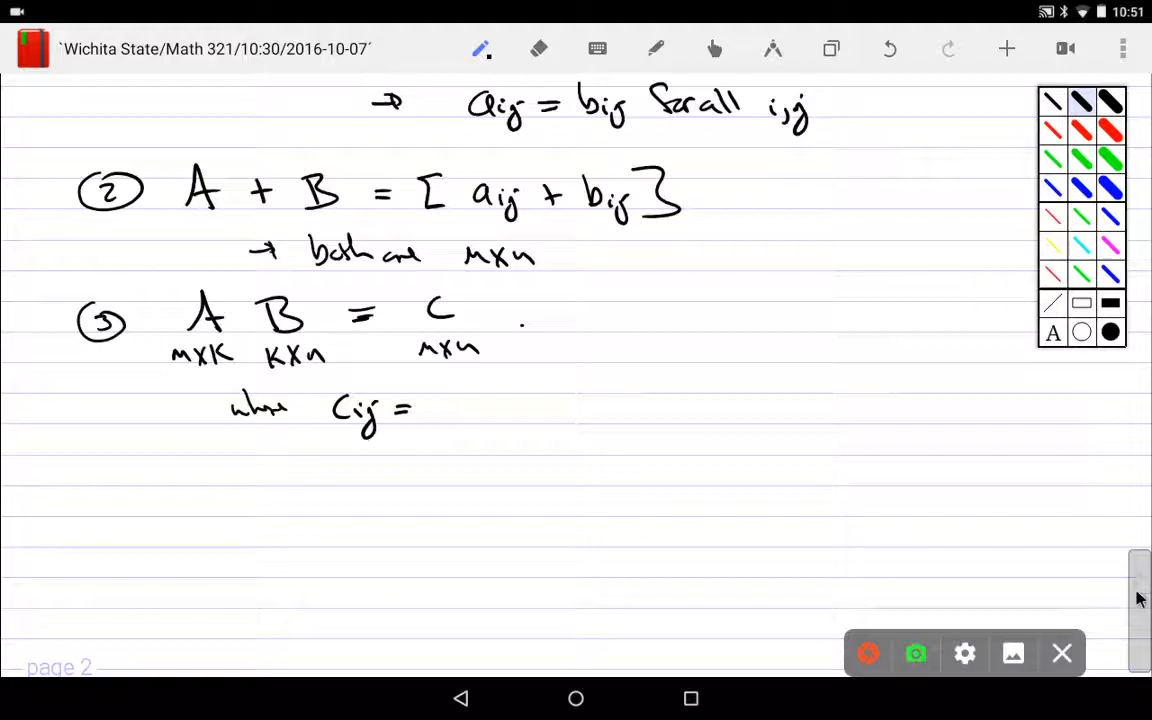 10:51
`Wichita State/Math 321/10:30/2016-10-07´
→ aij = bij for all i,j
② A + B = [ aij + bij ]
→ both are m×n
③ A B = C
m×k k×n m×n
where Cij =
A
page 2